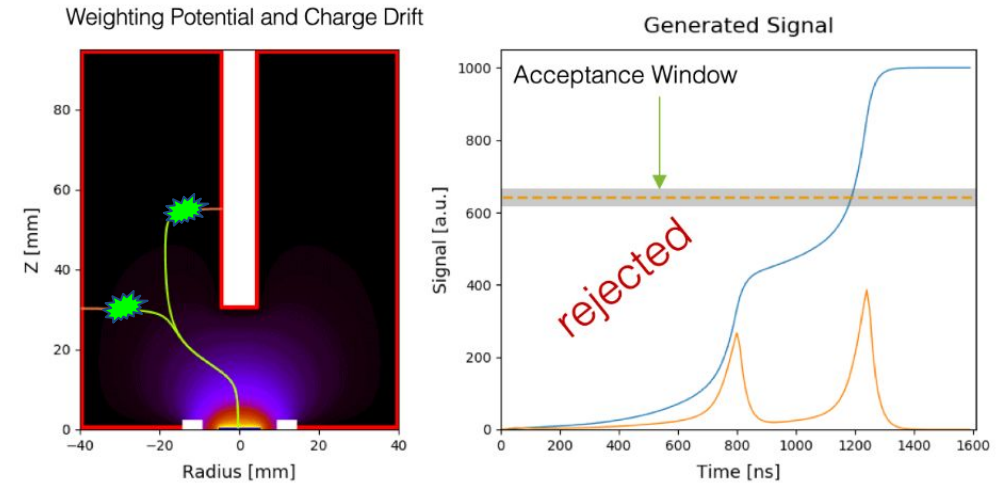 Weighting Potential and Charge Drift
80
60
40
20
0
Z [mm]
−40 −20 0 20 40
Radius [mm]
Generated Signal
Acceptance Window
rejected
1000
800
600
400
200
0
Signal [a.u.]
0 200 400 600 800 1000 1200 1400 1600
Time [ns]